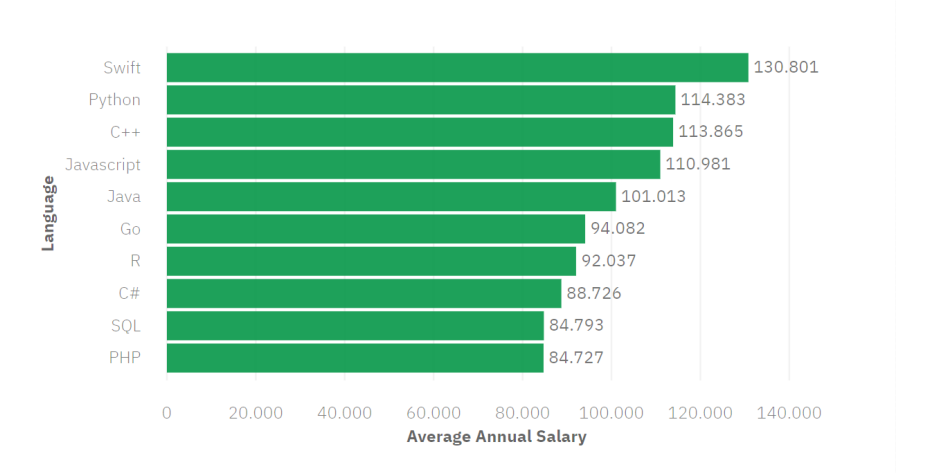 Swift 130.801
Python 114.383
C++ 113.865
Javascript 110.981
Java 101.013
Go 94.082
R 92.037
C# 88.726
SQL 84.793
PHP 84.727
Language
0 20.000 40.000 60.000 80.000 100.000 120.000 140.000
Average Annual Salary